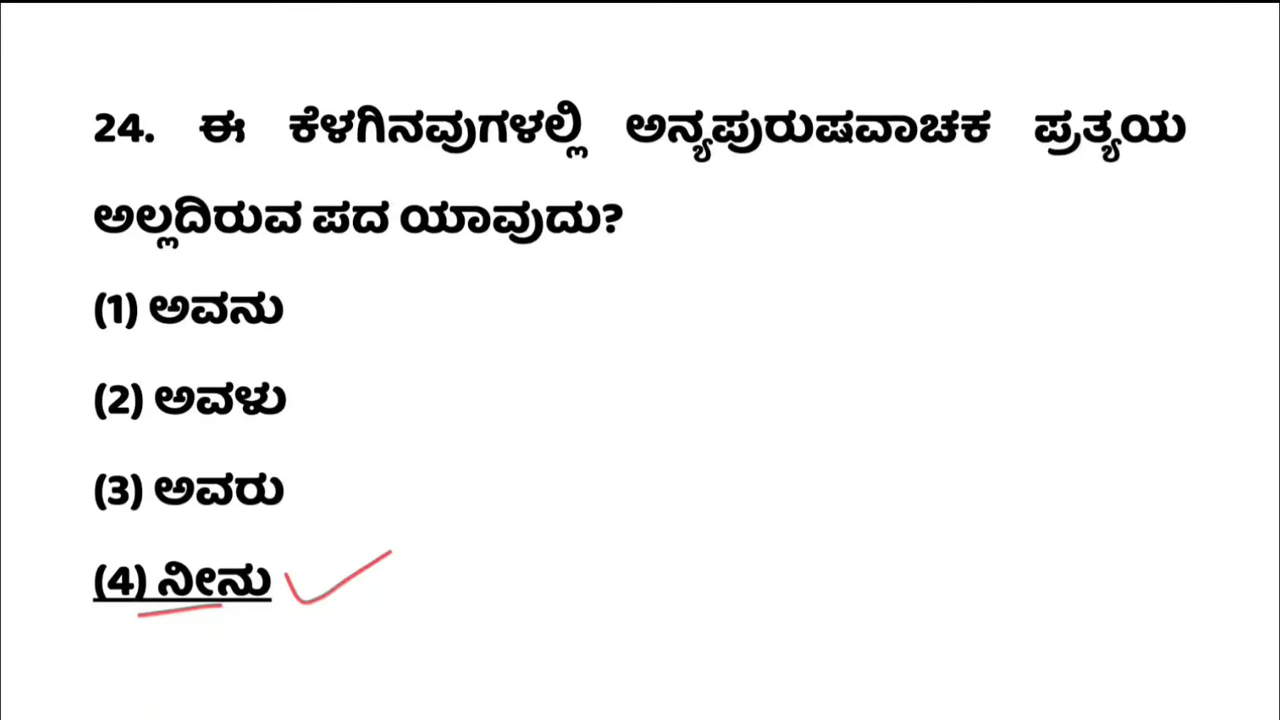 24. ಈ ಕೆಳಗಿನವುಗಳಲ್ಲಿ ಅನ್ಯಪುರುಷವಾಚಕ ಪ್ರತ್ಯಯ
ಅಲ್ಲದಿರುವ ಪದ ಯಾವುದು?
(1) ಅವನು
(2) ಅವಳು
(3) ಅವರು
(4) ನೀನು